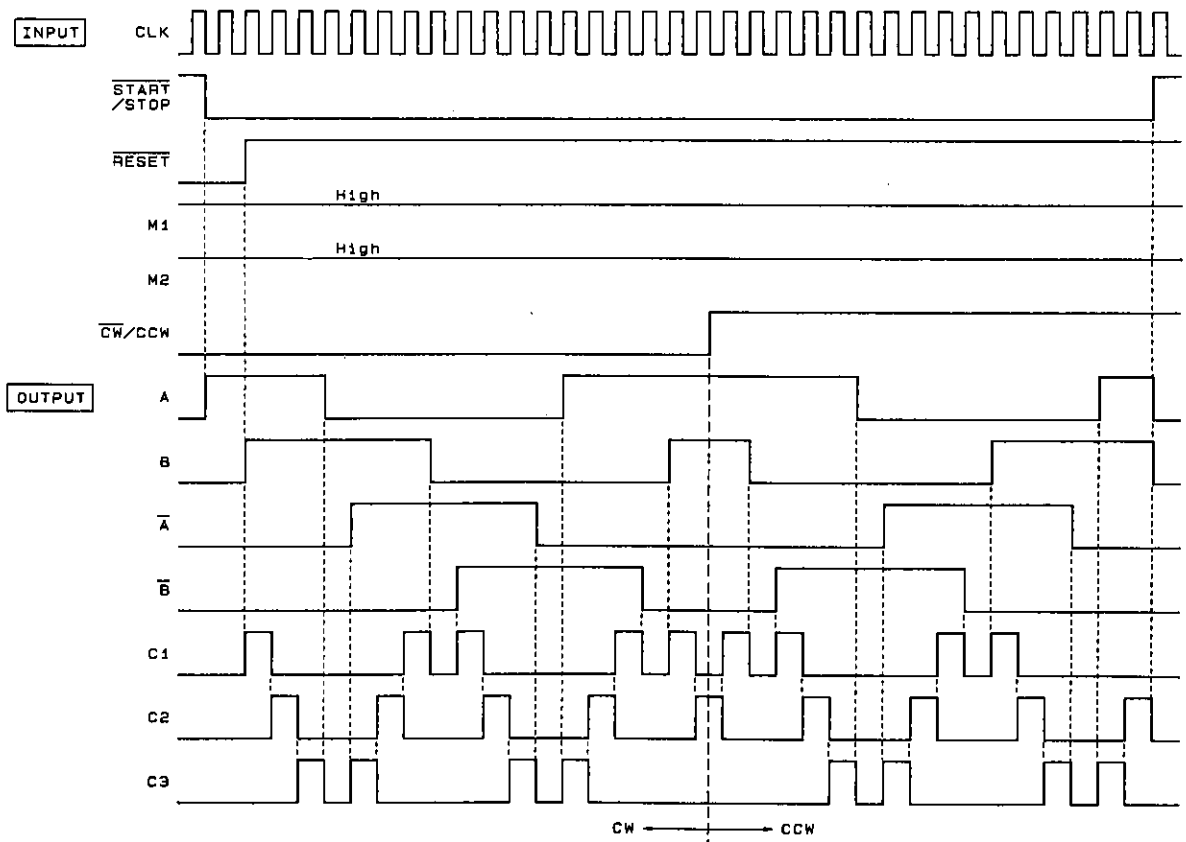 INPUT CLK
START
/STOP
RESET
High
M1
High
M2
CW/CCW
OUTPUT A
B
A
B
C1
C2
C3
CW CCW